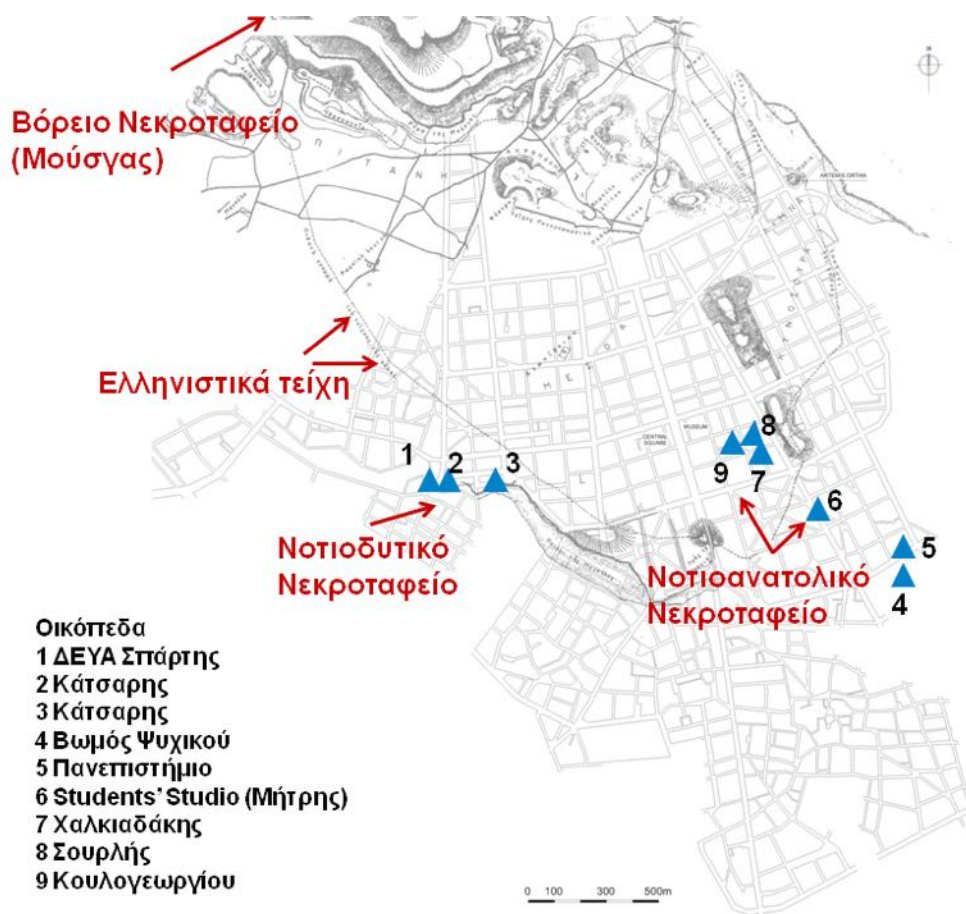 Βόρειο Νεκροταφείο
(Μούσγας)
Π Ι Τ Α Ν Η
ARTEMIS ORTHIA
Ελληνιστικά τείχη
Μ Ε Σ Ο Α
MUSEUM
CENTRAL
SQUARE
1
2
3
8
9
7
6
5
4
Νοτιοδυτικό
Νεκροταφείο
Νοτιοανατολικό
Νεκροταφείο
Οικόπεδα
1 ΔΕΥΑ Σπάρτης
2 Κάτσαρης
3 Κάτσαρης
4 Βωμός Ψυχικού
5 Πανεπιστήμιο
6 Students' Studio (Μήτρης)
7 Χαλκιαδάκης
8 Σουρλής
9 Κουλογεωργίου
0 100 300 500m